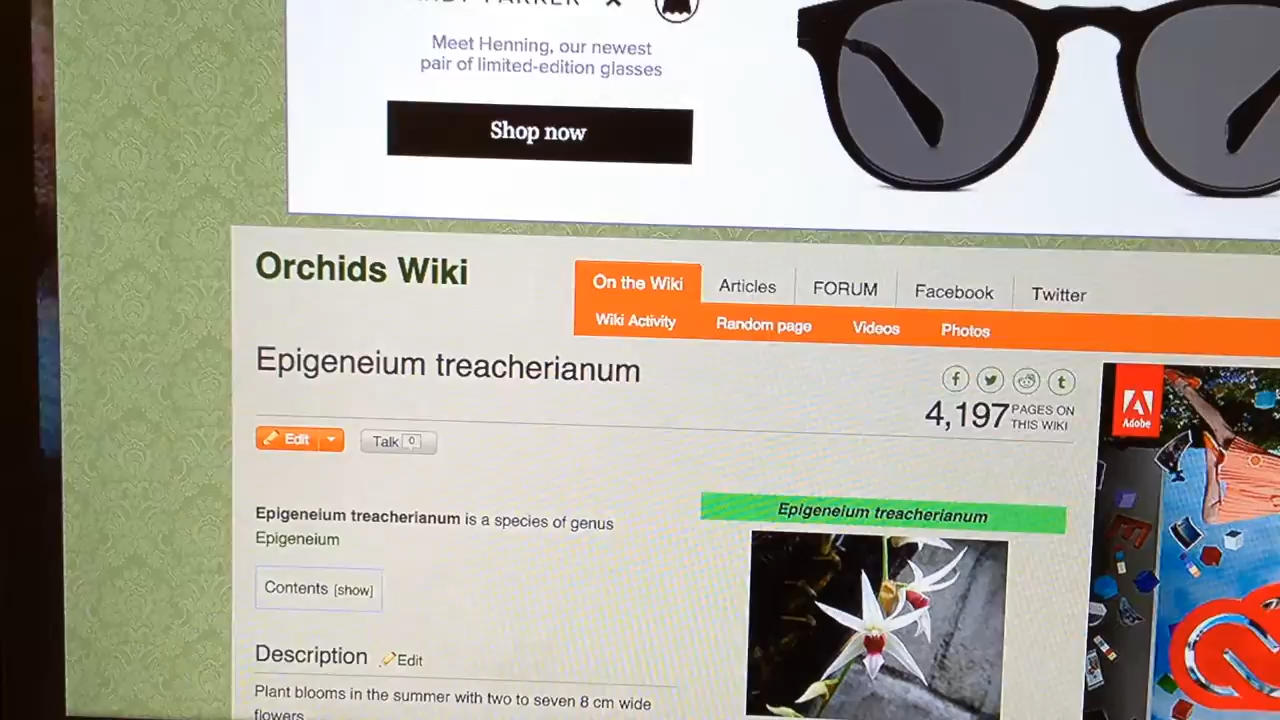 PARKER ×
Meet Henning, our newest
pair of limited-edition glasses
Shop now
Orchids Wiki
On the Wiki Articles FORUM Facebook Twitter
Wiki Activity Random page Videos Photos
Epigeneium treacherianum
4,197 PAGES ON
THIS WIKI
Adobe
Edit Talk 0
Epigeneium treacherianum
Epigeneium treacherianum is a species of genus
Epigeneium
Contents [show]
Description Edit
Plant blooms in the summer with two to seven 8 cm wide
flowers